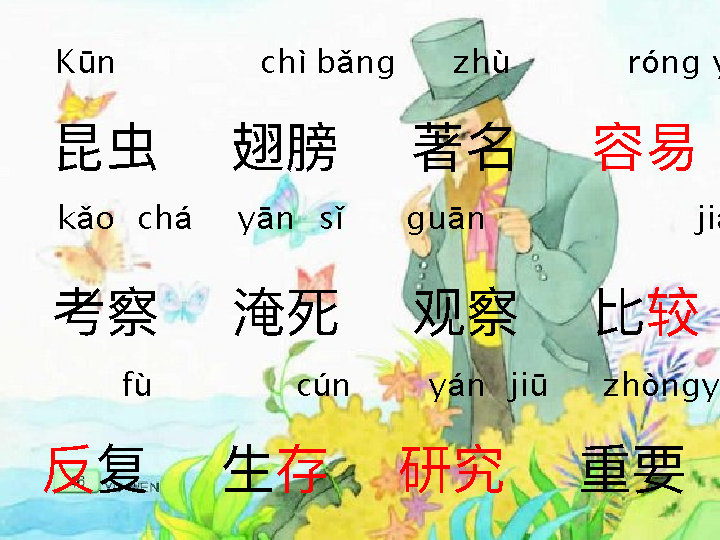 Kūn chì bǎng zhù róng y
昆虫 翅膀 著名 容易
kǎo chá yān sǐ guān jiǎ
考察 淹死 观察 比较
fù cún yán jiū zhòngy
反复 生存 研究 重要